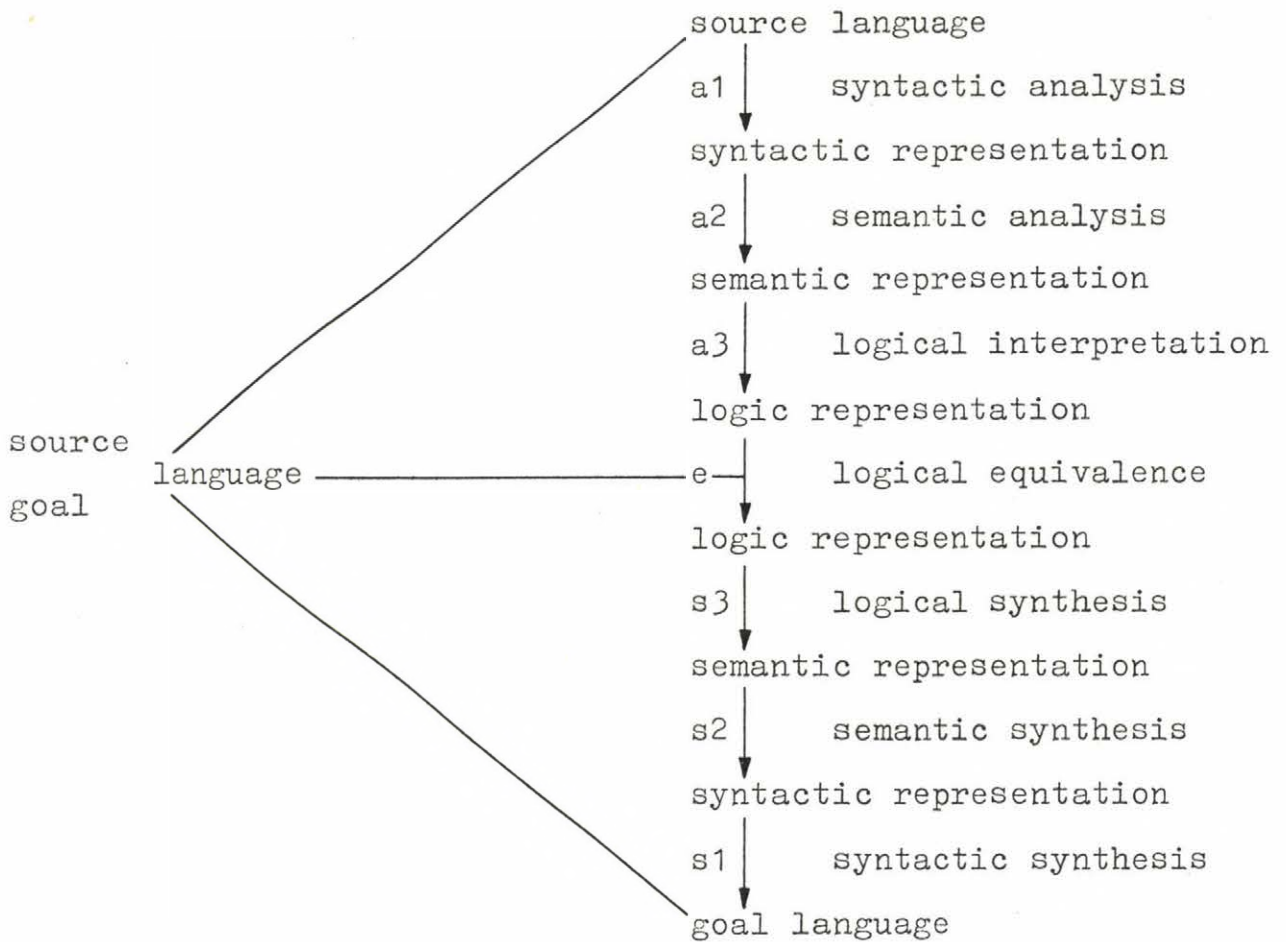 source language
a1 syntactic analysis
syntactic representation
a2 semantic analysis
semantic representation
a3 logical interpretation
logic representation
source
language
goal
e logical equivalence
logic representation
s3 logical synthesis
semantic representation
s2 semantic synthesis
syntactic representation
s1 syntactic synthesis
goal language